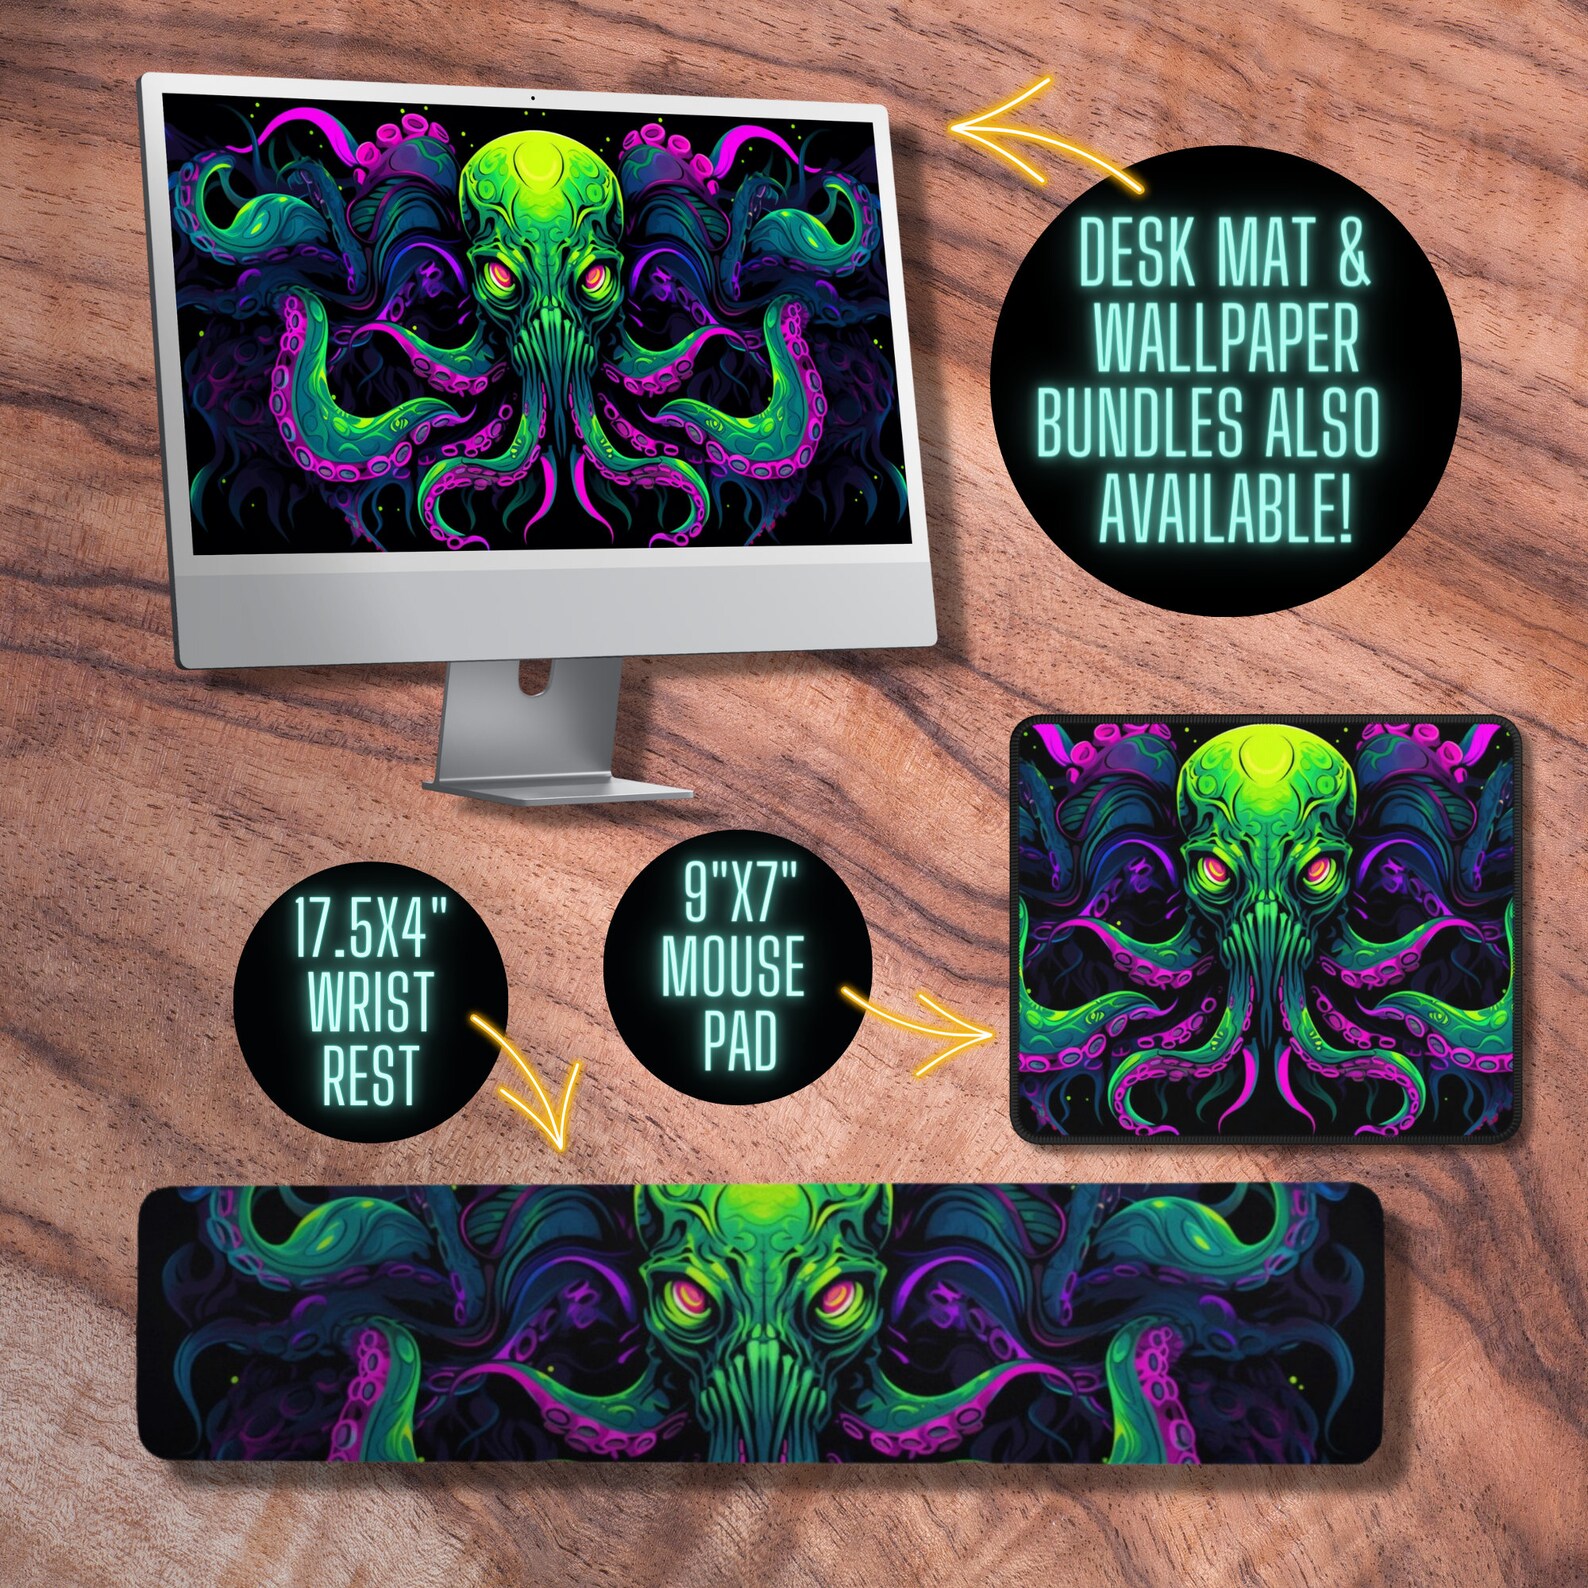 DESK MAT &
WALLPAPER
BUNDLES ALSO
AVAILABLE!
17.5X4"
WRIST
REST
9"X7"
MOUSE
PAD